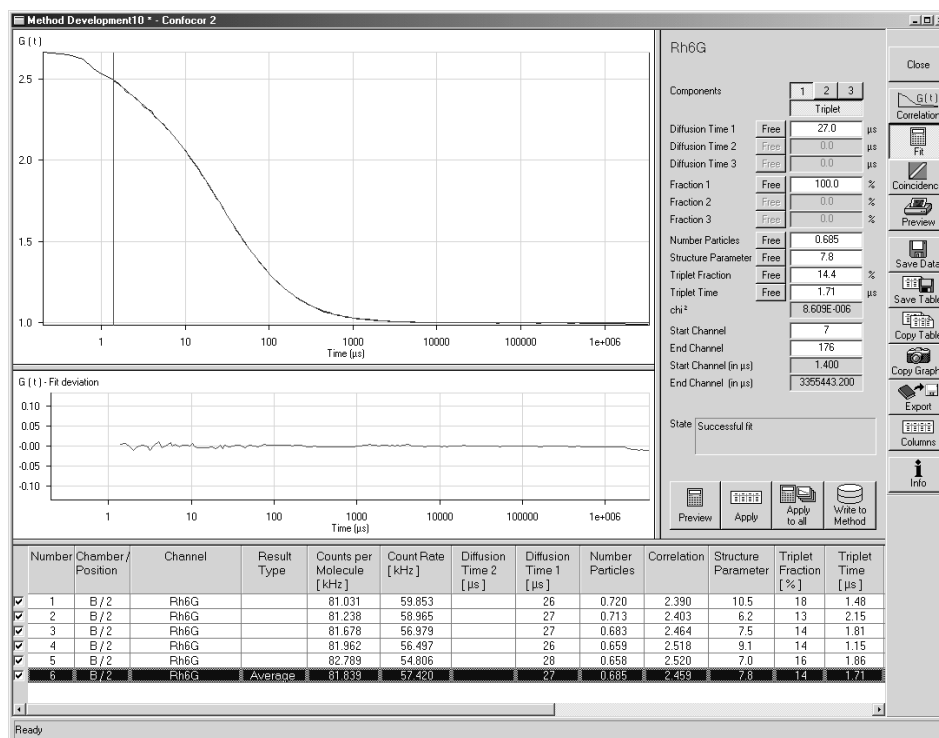 Method Development10 * - Confocor 2
G ( t )
2.5
2.0
1.5
1.0
1 10 100 1000 10000 100000 1e+006
Time (µs)
G ( t ) - Fit deviation
0.10
0.05
-0.00
-0.05
-0.10
1 10 100 1000 10000 100000 1e+006
Time (µs)
Rh6G
Components 1 2 3
Triplet
Diffusion Time 1 Free 27.0 µs
Diffusion Time 2 Free 0.0 µs
Diffusion Time 3 Free 0.0 µs
Fraction 1 Free 100.0 %
Fraction 2 Free 0.0 %
Fraction 3 Free 0.0 %
Number Particles Free 0.685
Structure Parameter Free 7.8
Triplet Fraction Free 14.4 %
Triplet Time Free 1.71 µs
chi² 8.609E-006
Start Channel 7
End Channel 176
Start Channel (in µs) 1.400
End Channel (in µs) 3355443.200
State Successful fit
Preview Apply Apply to all Write to Method
Close
G(t)
Correlation
Fit
Coincidenc
Preview
Save Data
Save Table
Copy Table
Copy Graph
Export
Columns
Info
Number Chamber / Channel Result Counts per Count Rate Diffusion Diffusion Number Correlation Structure Triplet Triplet
Position Type Molecule [ kHz ] Time 2 Time 1 Particles Parameter Fraction Time
[ kHz ] [ µs ] [ µs ] [ % ] [ µs ]
1 B / 2 Rh6G 81.031 59.853 26 0.720 2.390 10.5 18 1.48
2 B / 2 Rh6G 81.238 58.965 27 0.713 2.403 6.2 13 2.15
3 B / 2 Rh6G 81.678 56.979 27 0.683 2.464 7.5 14 1.81
4 B / 2 Rh6G 81.962 56.497 26 0.659 2.518 9.1 14 1.15
5 B / 2 Rh6G 82.789 54.806 28 0.658 2.520 7.0 16 1.86
6 B / 2 Rh6G Average 81.839 57.420 27 0.685 2.459 7.8 14 1.71
Ready